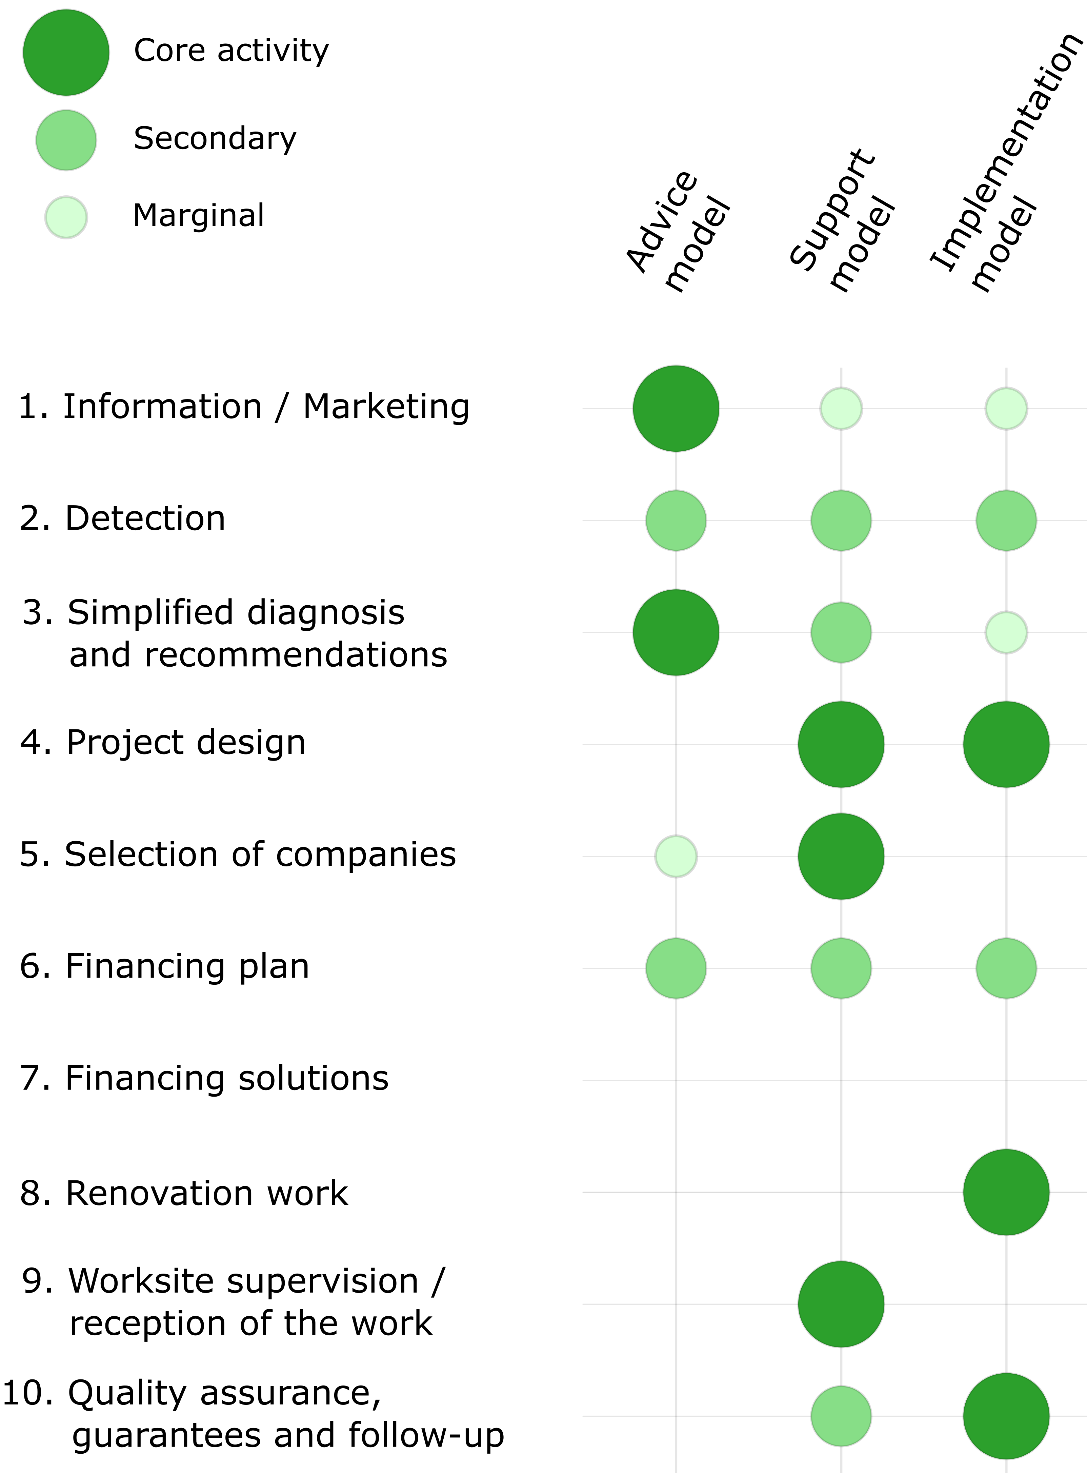 Core activity
Secondary
Marginal
Advice
model
Support
model
Implementation
model
1. Information / Marketing
2. Detection
3. Simplified diagnosis
and recommendations
4. Project design
5. Selection of companies
6. Financing plan
7. Financing solutions
8. Renovation work
9. Worksite supervision /
reception of the work
10. Quality assurance,
guarantees and follow-up